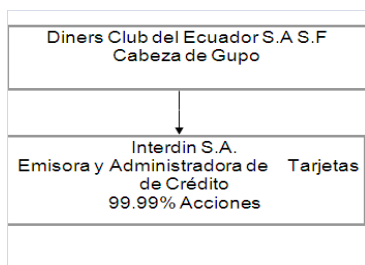 Diners Club del Ecuador S.A S.F
Cabeza de Gupo
Interdin S.A.
Emisora y Administradora de Tarjetas
de Crédito
99.99% Acciones